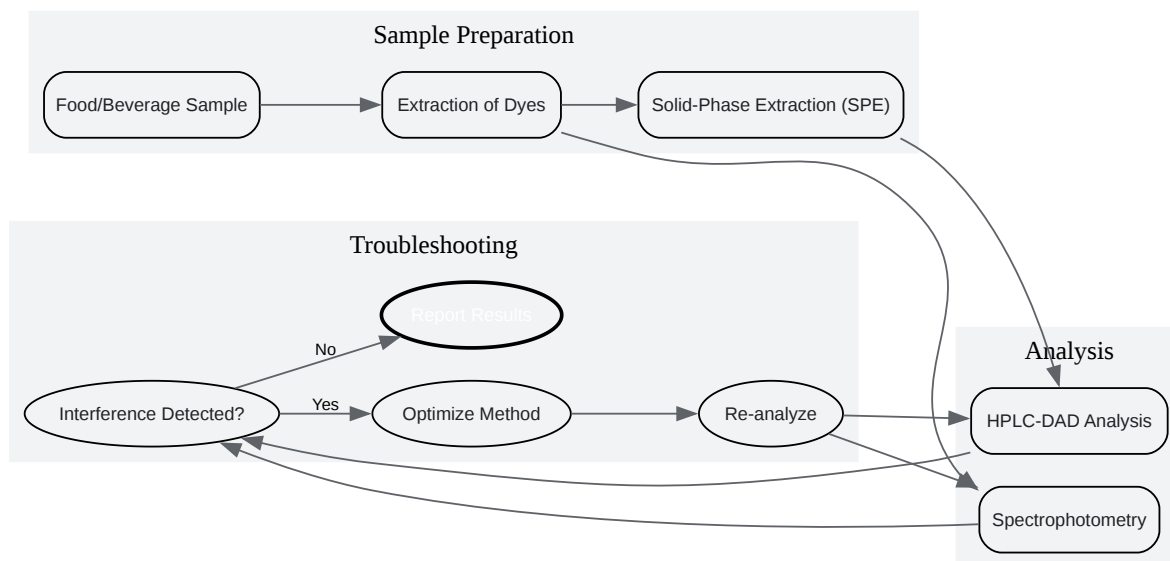 Sample Preparation
Food/Beverage Sample
Extraction of Dyes
Solid-Phase Extraction (SPE)
Troubleshooting
Report Results
No
Interference Detected?
Yes
Optimize Method
Re-analyze
Analysis
HPLC-DAD Analysis
Spectrophotometry